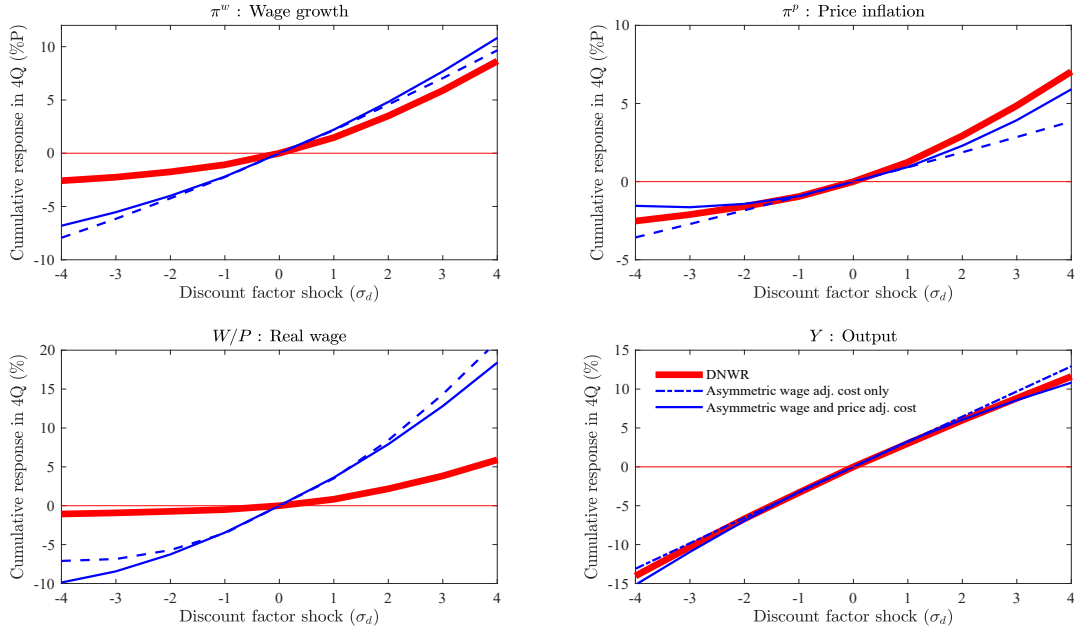 π^w : Wage growth
Cumulative response in 4Q (%P)
10
5
0
-5
-10
-4 -3 -2 -1 0 1 2 3 4
Discount factor shock (σ_d)
π^p : Price inflation
Cumulative response in 4Q (%P)
10
5
0
-5
-4 -3 -2 -1 0 1 2 3 4
Discount factor shock (σ_d)
W/P : Real wage
Cumulative response in 4Q (%)
20
15
10
5
0
-5
-10
-4 -3 -2 -1 0 1 2 3 4
Discount factor shock (σ_d)
Y : Output
Cumulative response in 4Q (%)
15
10
5
0
-5
-10
-15
DNWR
Asymmetric wage adj. cost only
Asymmetric wage and price adj. cost
-4 -3 -2 -1 0 1 2 3 4
Discount factor shock (σ_d)